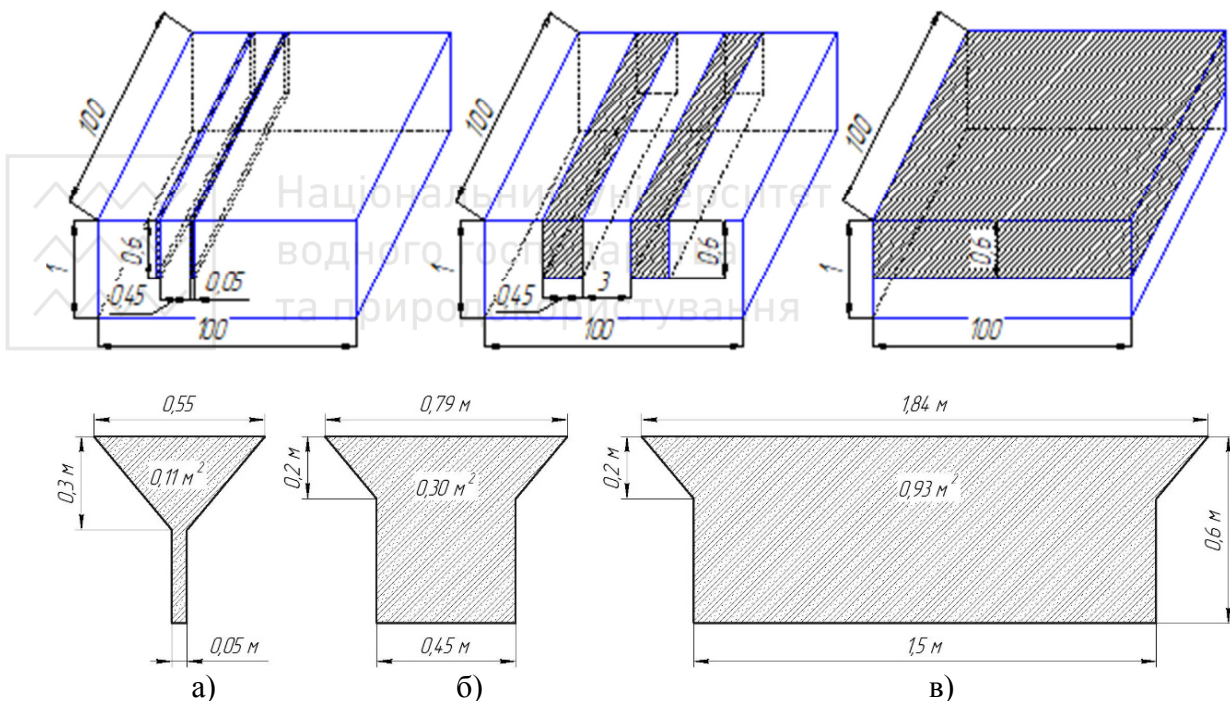 100
1
0,6
0,45
0,05
100
100
1
0,45
3
0,6
100
100
1
0,6
100
Національний університет
водного господарства
та природокористування
0,55
0,3 м
0,11 м²
0,05 м
0,79 м
0,2 м
0,30 м²
0,45 м
1,84 м
0,2 м
0,93 м²
0,6 м
1,5 м
а)
б)
в)